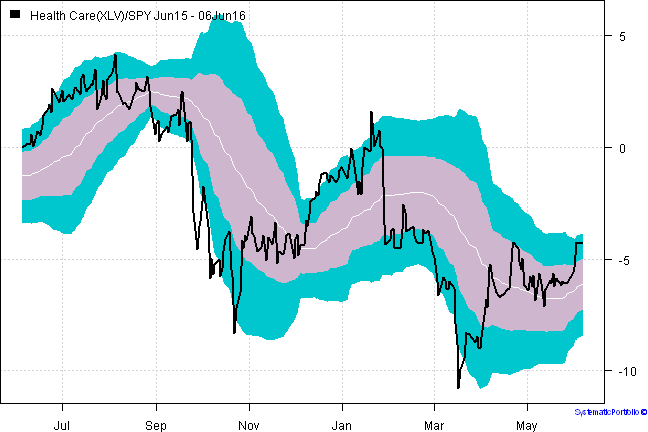 Health Care(XLV)/SPY Jun15 - 06Jun16
5
0
-5
-10
Jul Sep Nov Jan Mar May
SystematicPortfolio ©